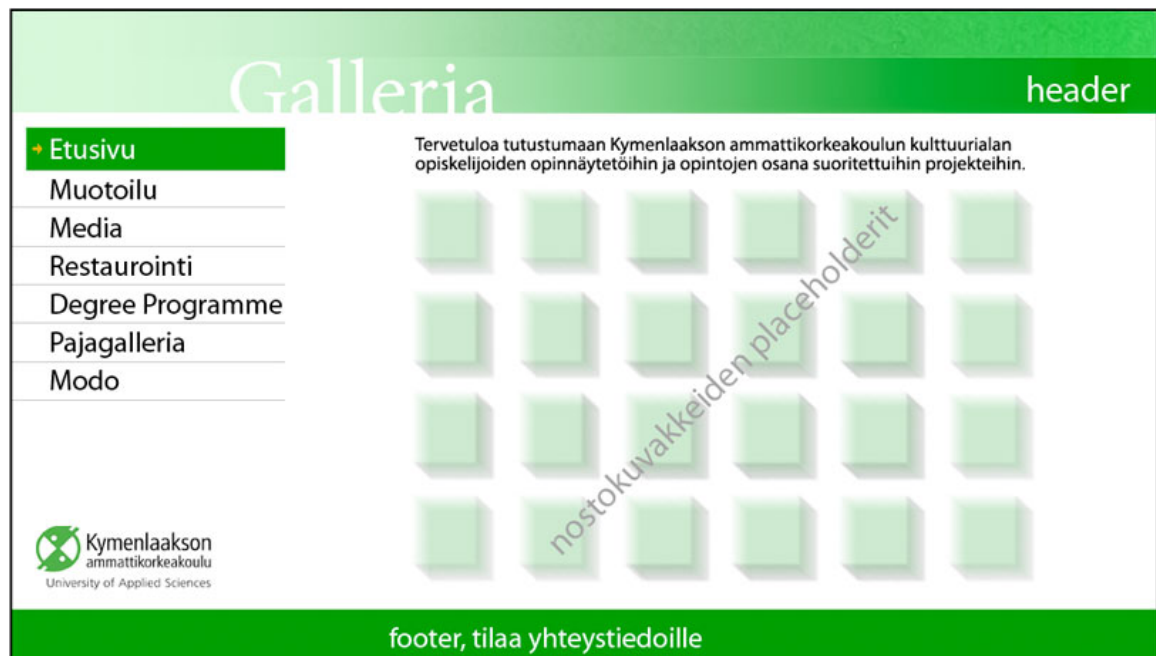 Galleria
header
Etusivu
Muotoilu
Media
Restaurointi
Degree Programme
Pajagalleria
Modo
Tervetuloa tutustumaan Kymenlaakson ammattikorkeakoulun kulttuurialan
opiskelijoiden opinnäytetöihin ja opintojen osana suoritettuihin projekteihin.
nostokuvakkeiden placeholderit
Kymenlaakson
ammattikorkeakoulu
University of Applied Sciences
footer, tilaa yhteystiedoille